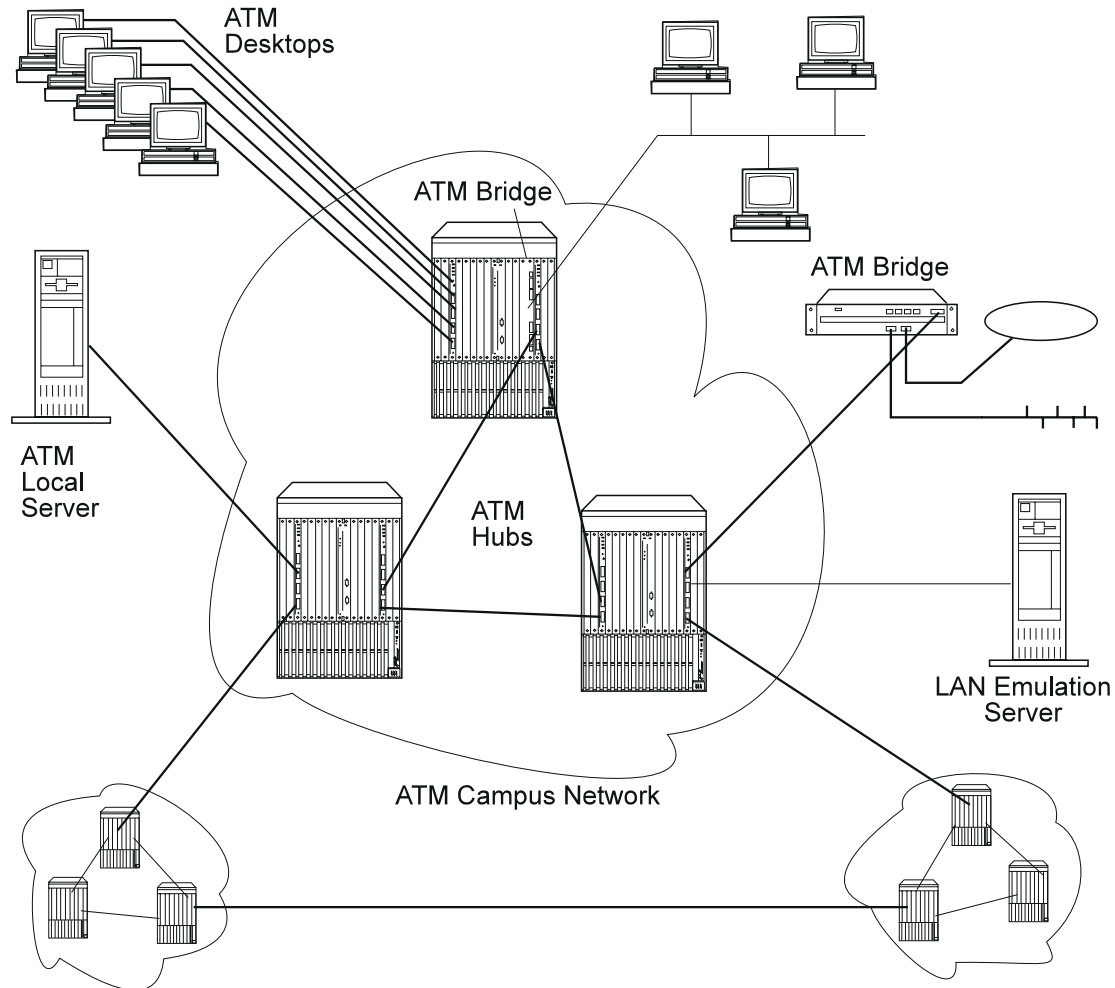 ATM
Desktops
ATM Bridge
ATM Bridge
ATM
Local
Server
ATM
Hubs
LAN Emulation
Server
ATM Campus Network